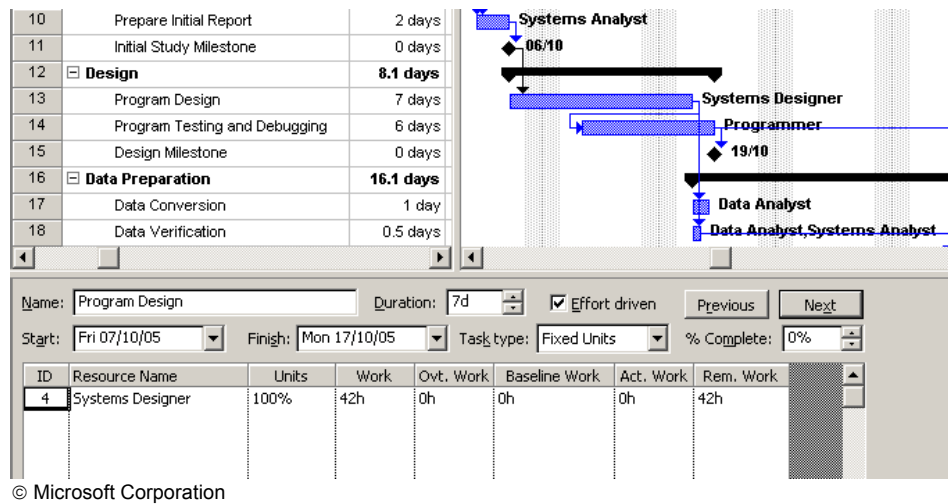 10 Prepare Initial Report 2 days Systems Analyst
11 Initial Study Milestone 0 days 06/10
12 Design 8.1 days
13 Program Design 7 days Systems Designer
14 Program Testing and Debugging 6 days Programmer
15 Design Milestone 0 days 19/10
16 Data Preparation 16.1 days
17 Data Conversion 1 day Data Analyst
18 Data Verification 0.5 days Data Analyst,Systems Analyst
Name: Program Design Duration: 7d Effort driven Previous Next
Start: Fri 07/10/05 Finish: Mon 17/10/05 Task type: Fixed Units % Complete: 0%
ID Resource Name Units Work Ovt. Work Baseline Work Act. Work Rem. Work
4 Systems Designer 100% 42h 0h 0h 0h 42h
© Microsoft Corporation